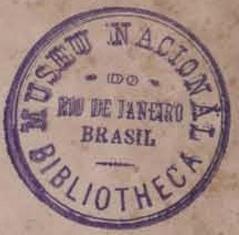 MUSEU NACIONAL
DO
RIO DE JANEIRO
BRASIL
BIBLIOTHECA